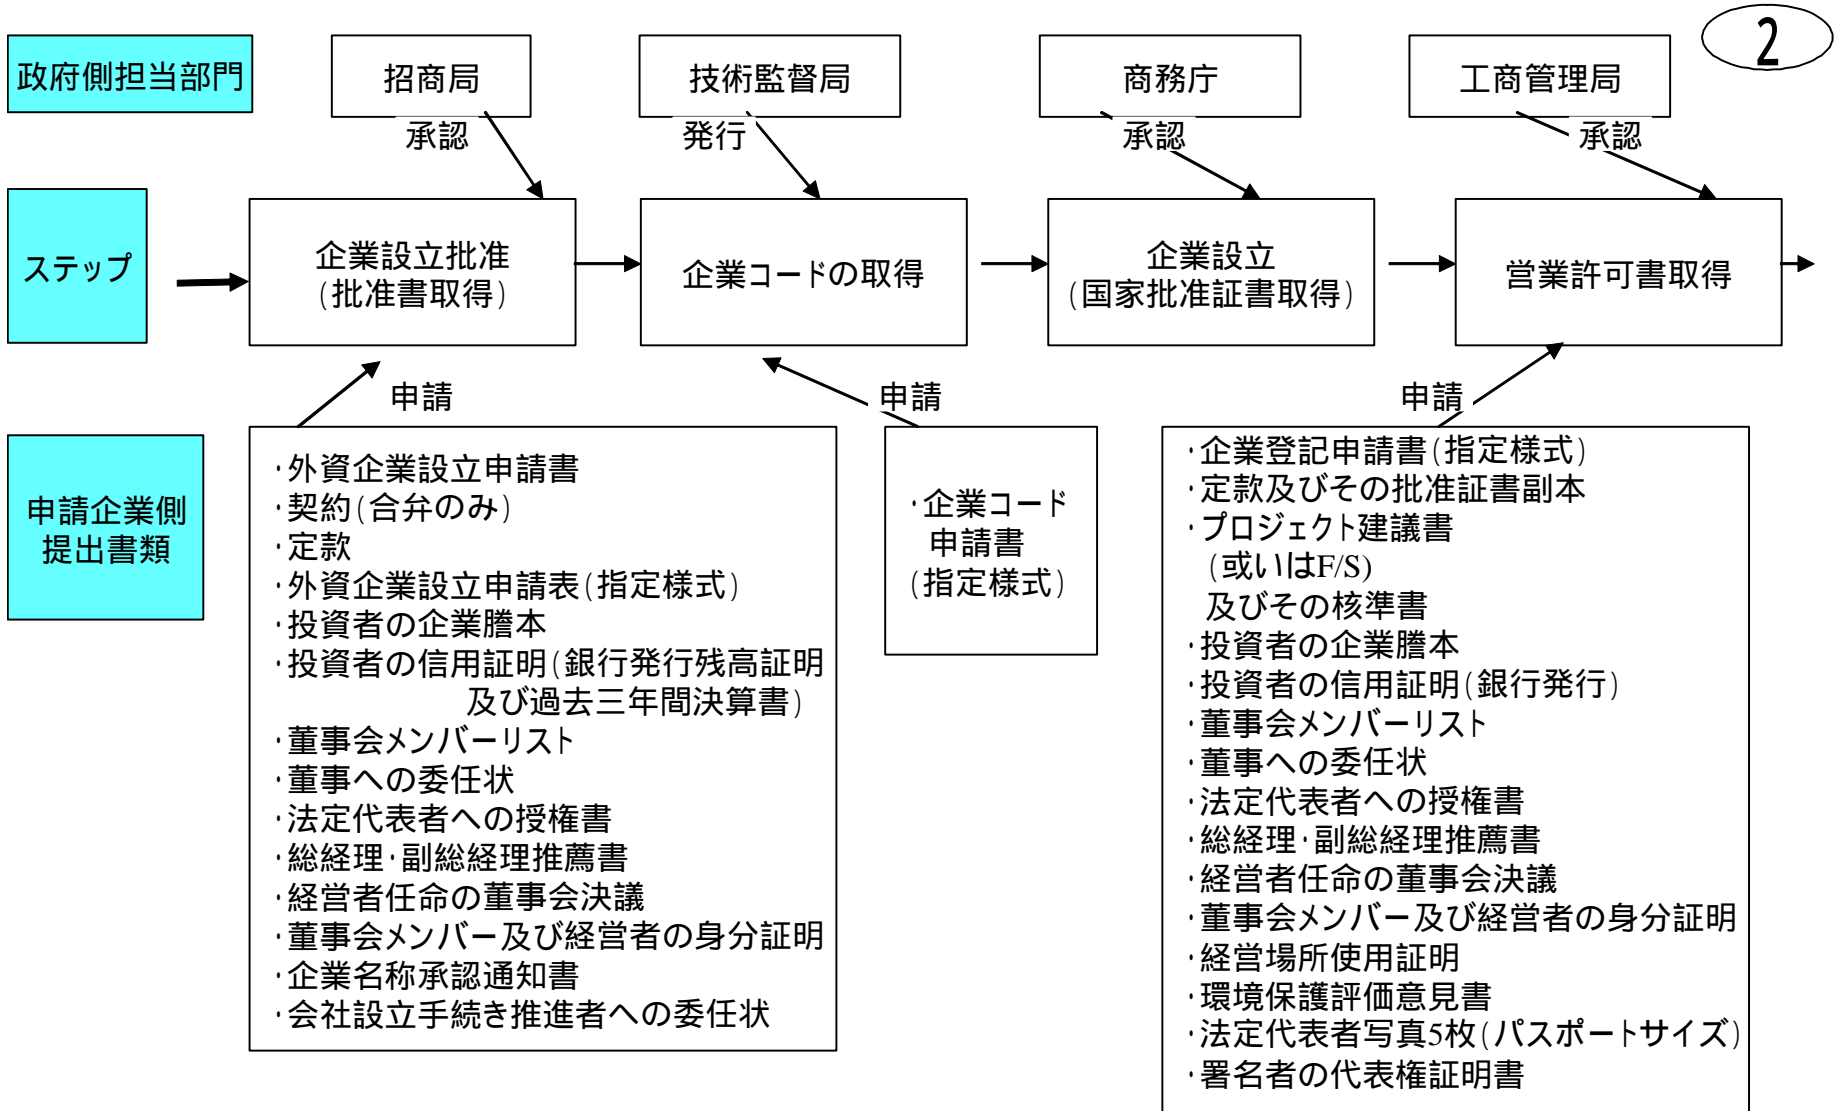 2
政府側担当部門
招商局
技術監督局
商務庁
工商管理局
承認
発行
承認
承認
ステップ
企業設立批准
(批准書取得)
企業コードの取得
企業設立
(国家批准証書取得)
営業許可書取得
申請
申請
申請
申請企業側
提出書類
・外資企業設立申請書
・契約(合弁のみ)
・定款
・外資企業設立申請表(指定様式)
・投資者の企業謄本
・投資者の信用証明(銀行発行残高証明
及び過去三年間決算書)
・董事会メンバーリスト
・董事への委任状
・法定代表者への授権書
・総経理・副総経理推薦書
・経営者任命の董事会決議
・董事会メンバー及び経営者の身分証明
・企業名称承認通知書
・会社設立手続き推進者への委任状
・企業コード
申請書
(指定様式)
・企業登記申請書(指定様式)
・定款及びその批准証書副本
・プロジェクト建議書
(或いはF/S)
及びその核準書
・投資者の企業謄本
・投資者の信用証明(銀行発行)
・董事会メンバーリスト
・董事への委任状
・法定代表者への授権書
・総経理・副総経理推薦書
・経営者任命の董事会決議
・董事会メンバー及び経営者の身分証明
・経営場所使用証明
・環境保護評価意見書
・法定代表者写真5枚(パスポートサイズ)
・署名者の代表権証明書